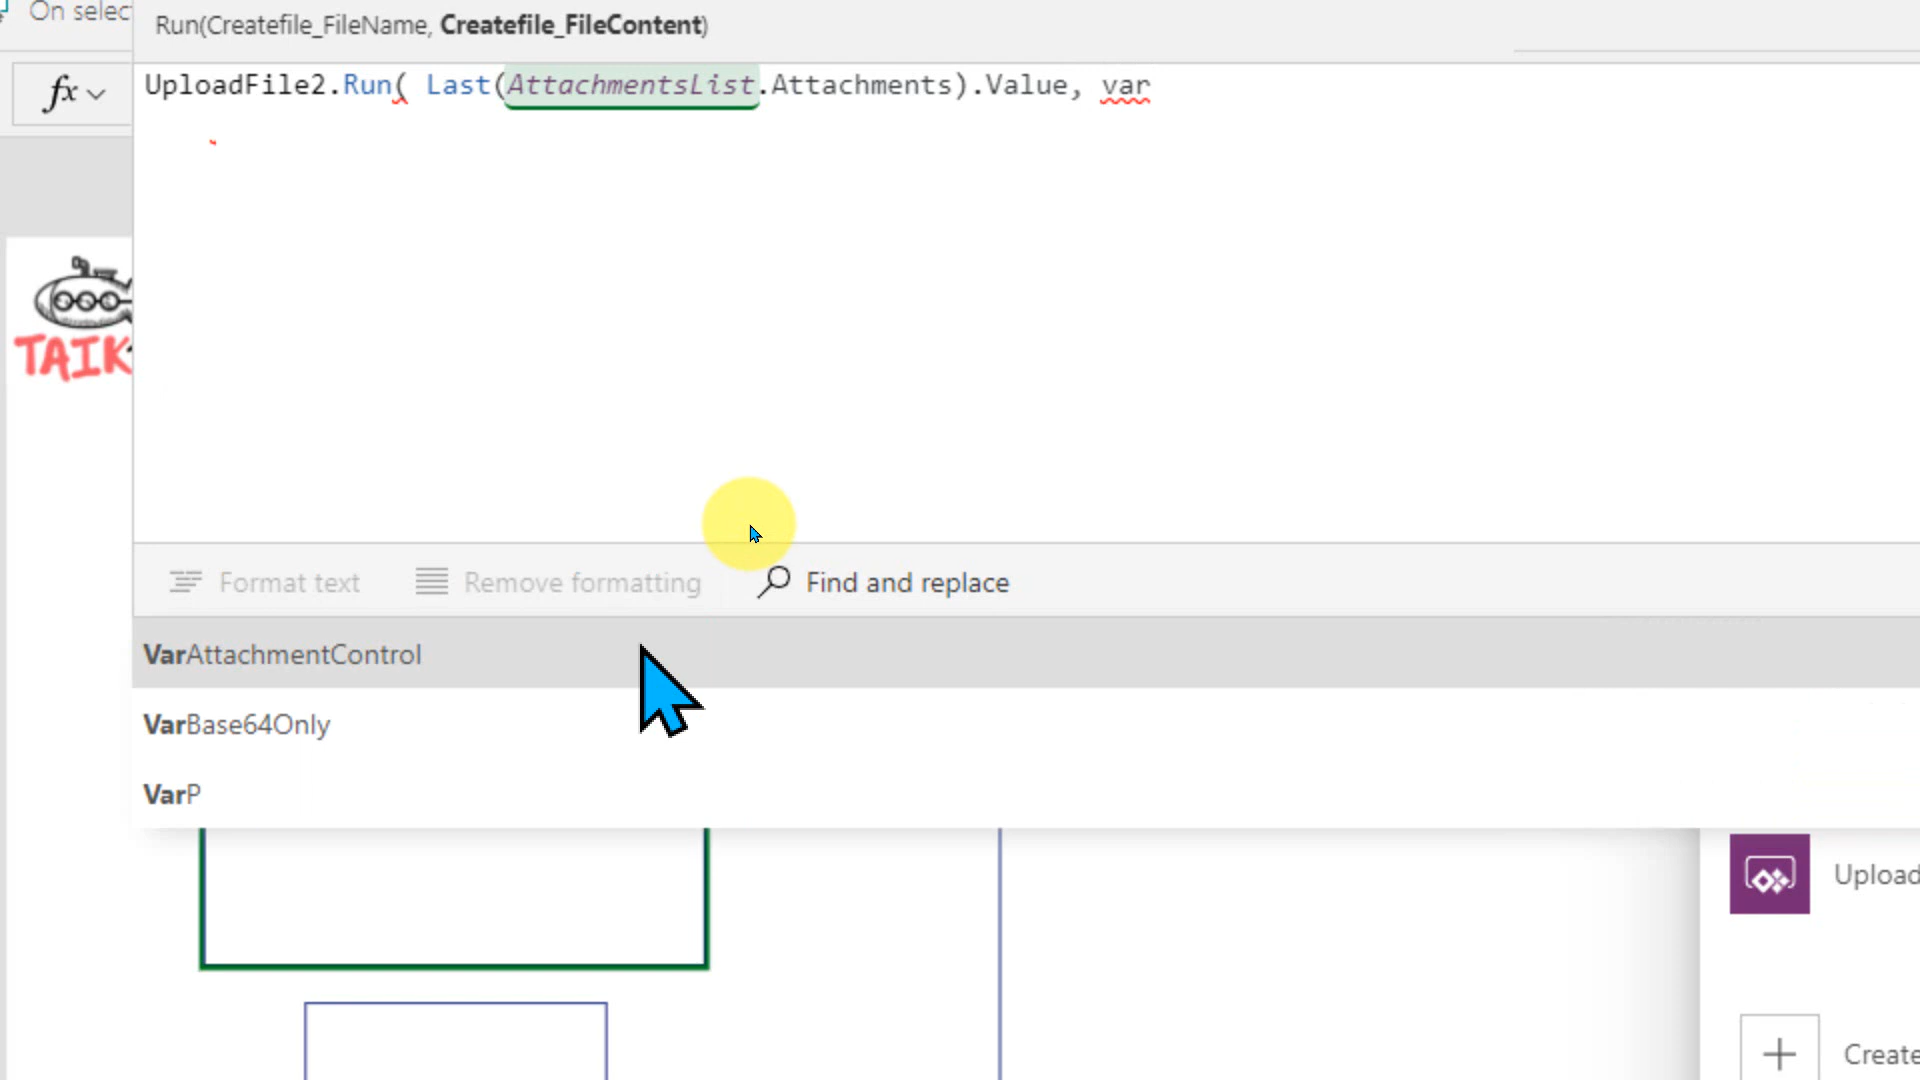 On selec
Run(Createfile_FileName, Createfile_FileContent)
fx
UploadFile2.Run( Last(AttachmentsList.Attachments).Value, var
TAIK
Format text
Remove formatting
Find and replace
VarAttachmentControl
VarBase64Only
VarP
Upload
Create